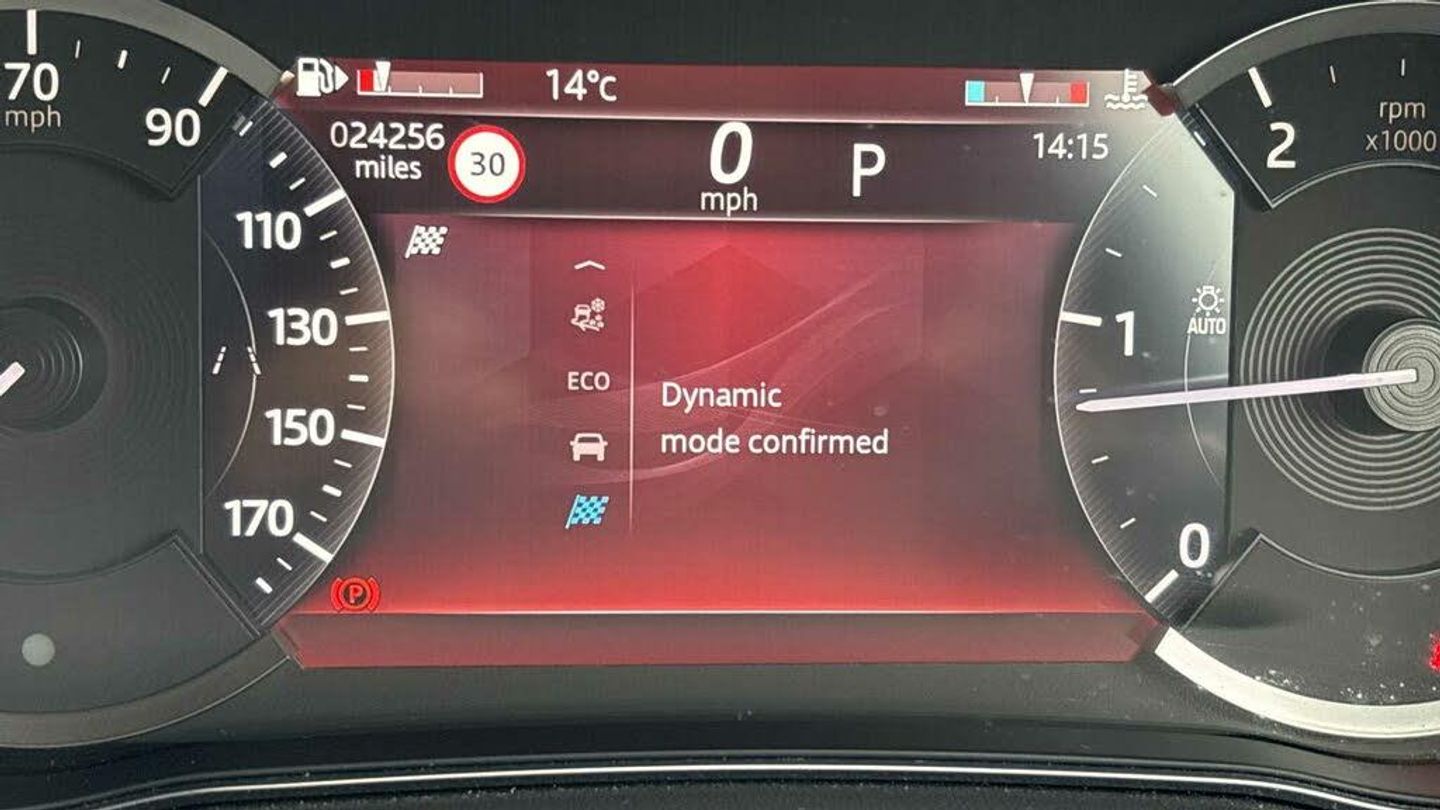 70
mph
90
110
130
150
170
14°C
024256
miles
30
0
mph
P
14:15
ECO
Dynamic
mode confirmed
P
2
rpm
x1000
1
AUTO
0